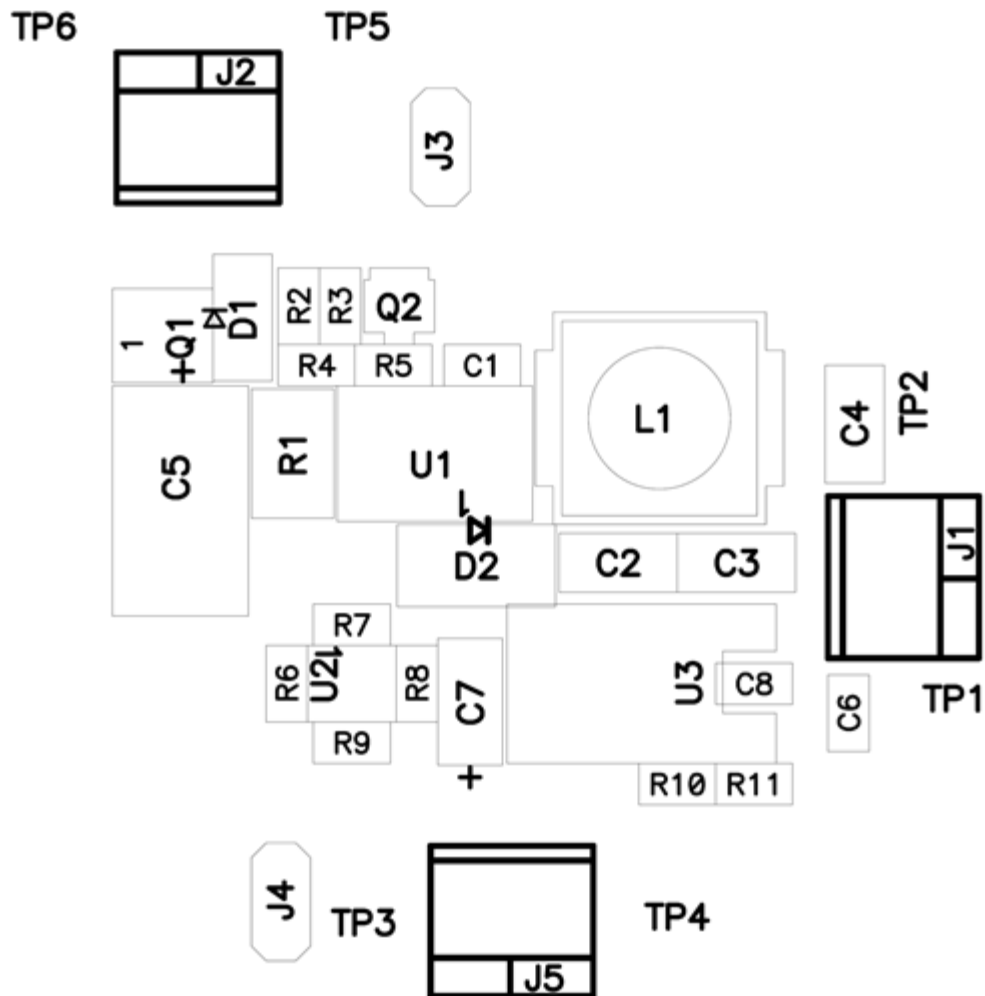 TP6
TP5
J2
J3
R2
R3
Q2
D1
1
+Q1
R4
R5
C1
L1
C4
TP2
C5
R1
U1
1
D2
C2
C3
J1
R7
R6
U2
1
R8
C7
+
U3
C8
C6
TP1
R9
R10
R11
J4
TP3
TP4
J5